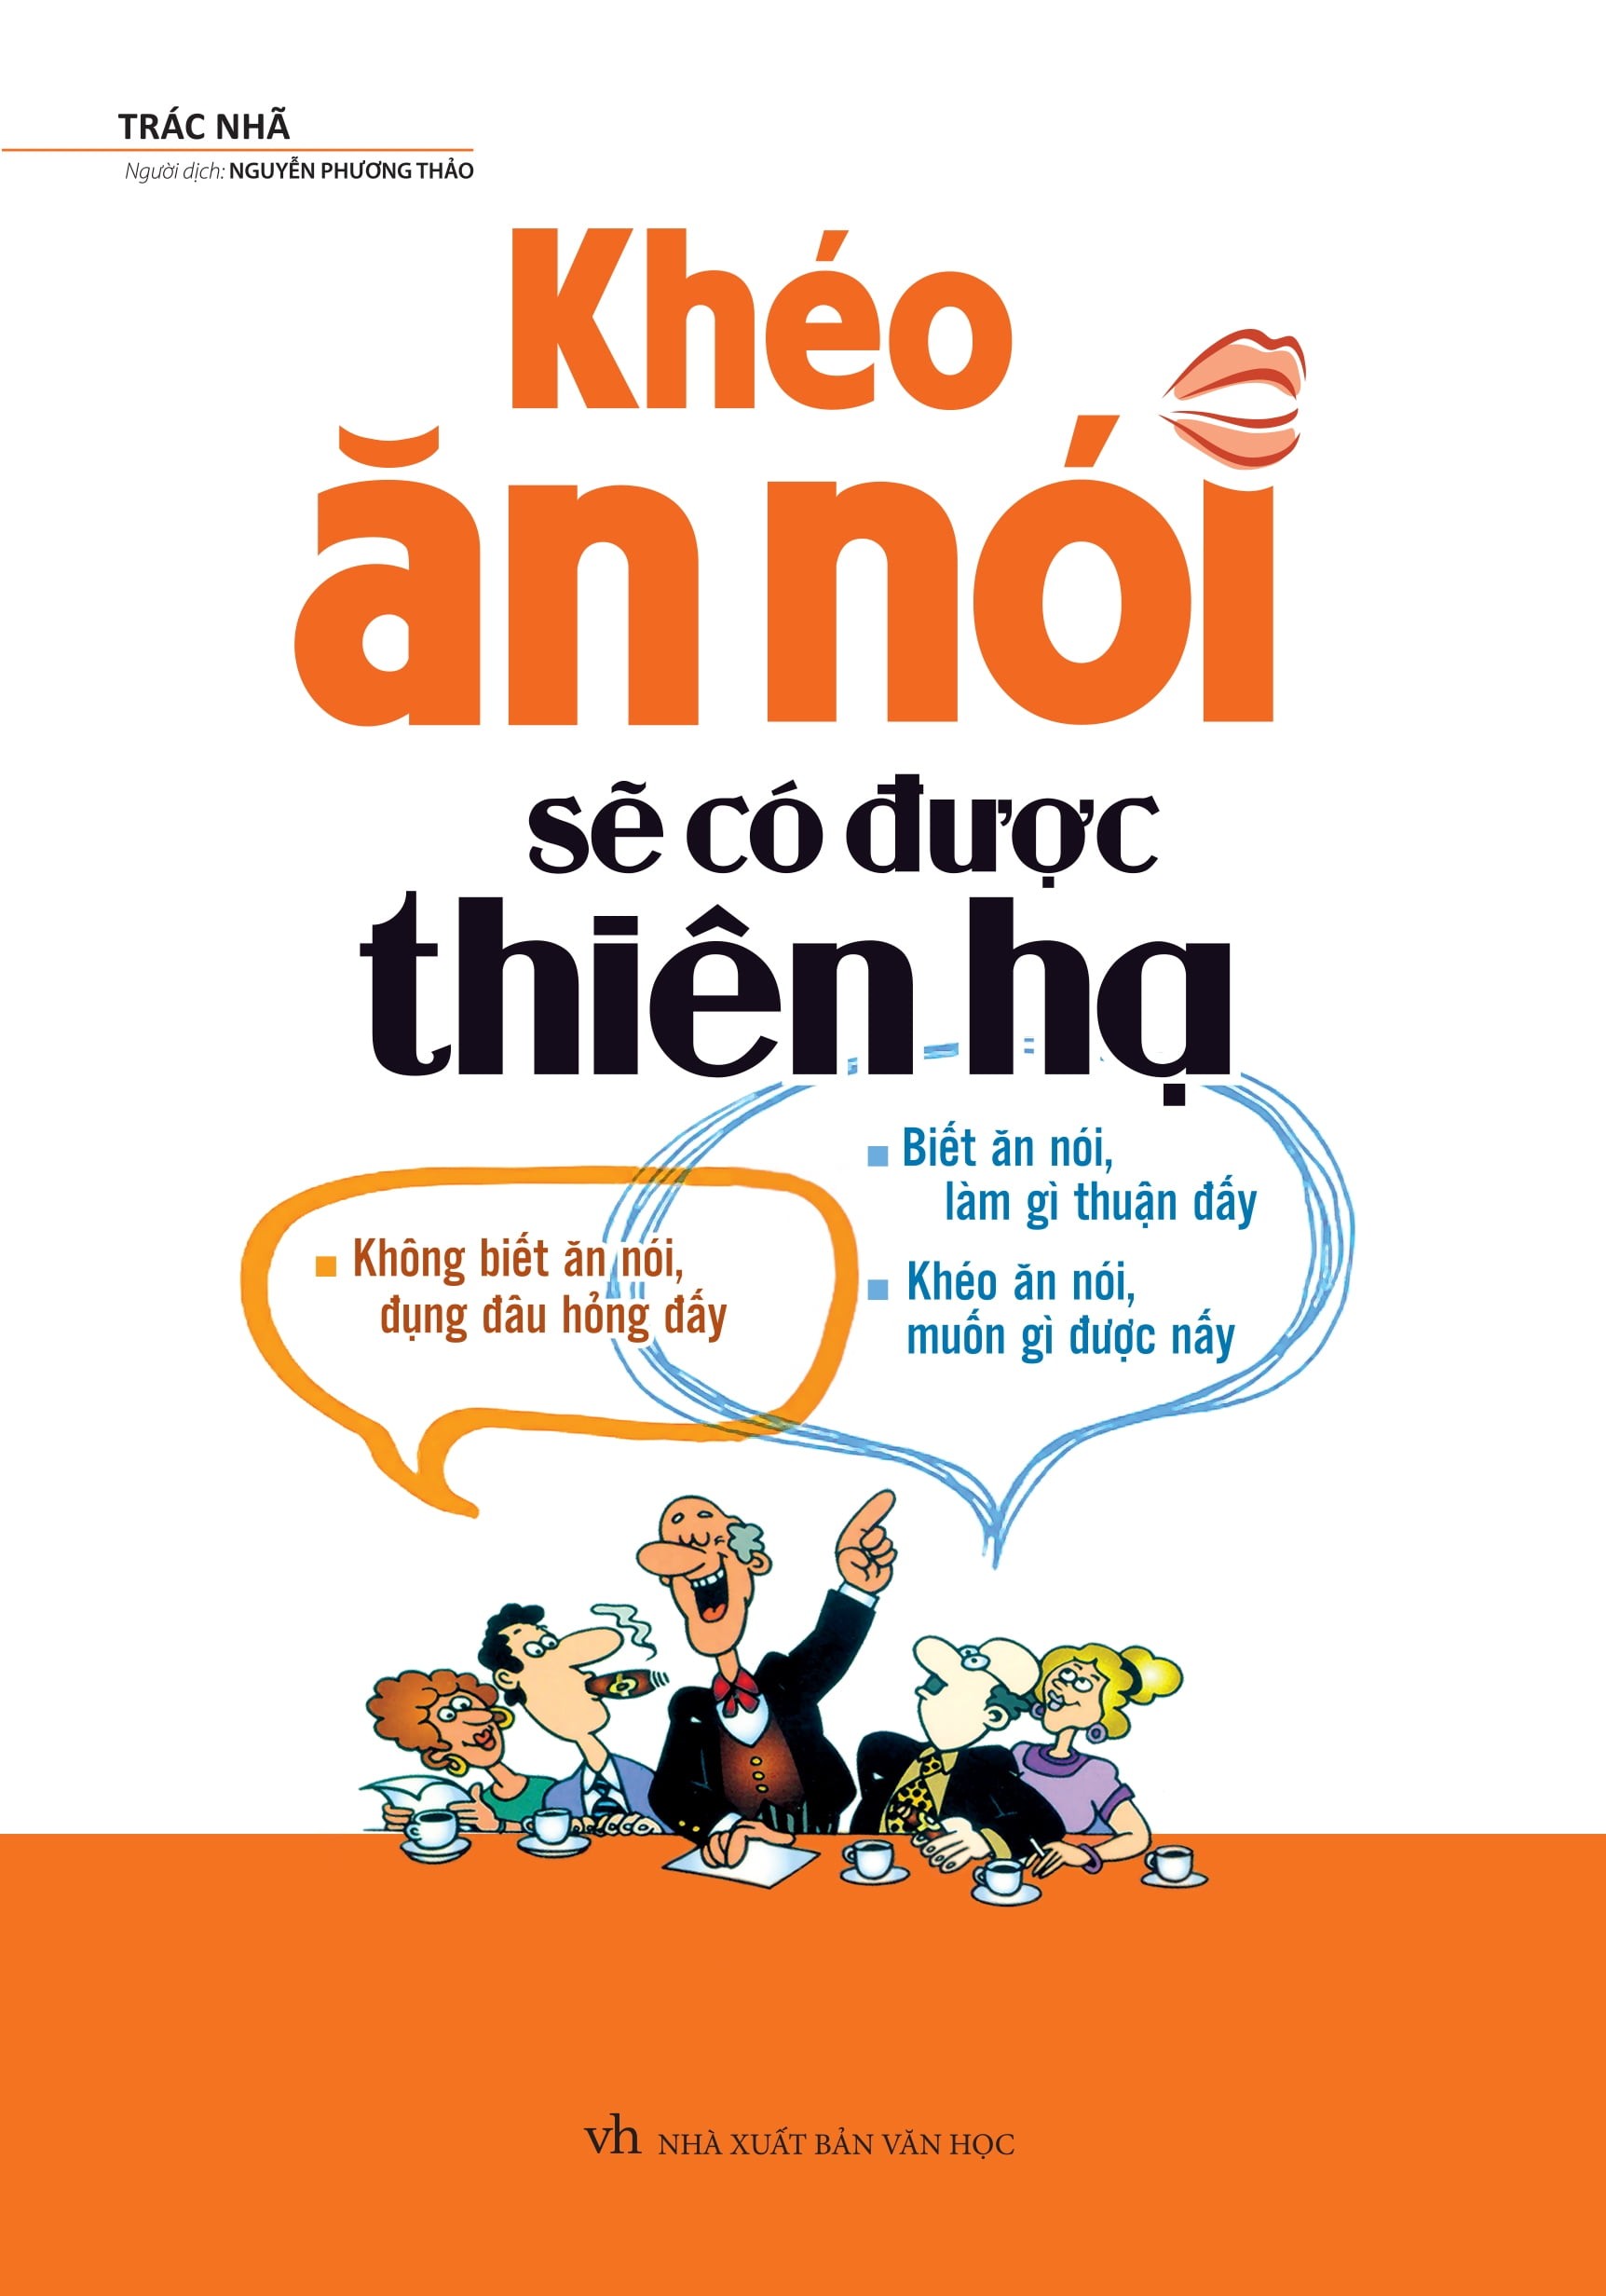 TRÁC NHÃ
Người dịch: NGUYỄN PHƯƠNG THẢO
Khéo
ăn nói
sẽ có được
thiên hạ
Không biết ăn nói,
đụng đâu hỏng đấy
Biết ăn nói,
làm gì thuận đấy
Khéo ăn nói,
muốn gì được nấy
vh NHÀ XUẤT BẢN VĂN HỌC